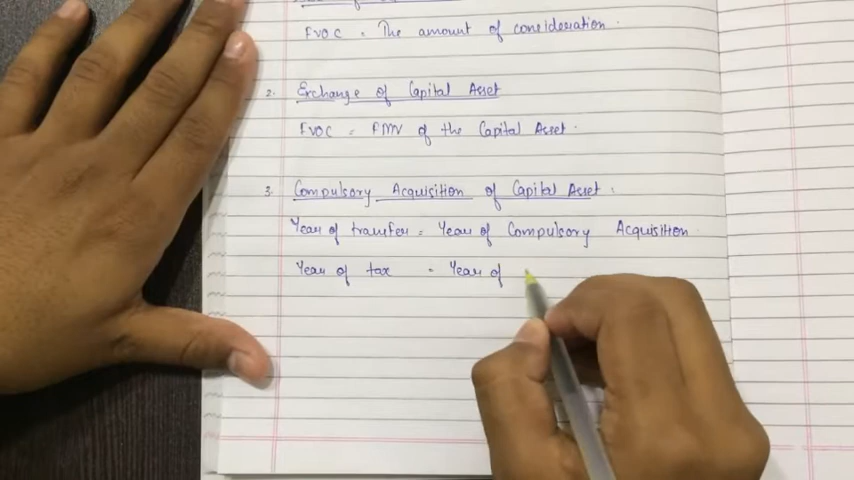 FVOC = The amount of consideration.
2. Exchange of Capital Asset
FVOC = FMV of the Capital Asset.
3. Compulsory Acquisition of Capital Asset.
Year of transfer = Year of Compulsory Acquisition
Year of tax = Year of